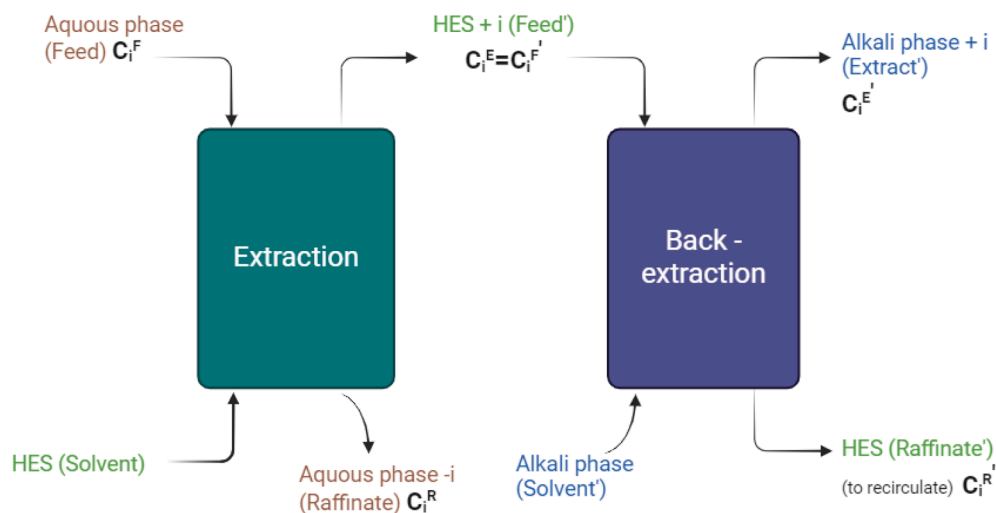 Aquous phase
(Feed) CᵢF
HES + i (Feed')
CᵢE=CᵢF'
Alkali phase + i
(Extract')
CᵢE'
Extraction
Back -
extraction
HES (Solvent)
Aquous phase -i
(Raffinate) CᵢR
Alkali phase
(Solvent')
HES (Raffinate')
(to recirculate) CᵢR'